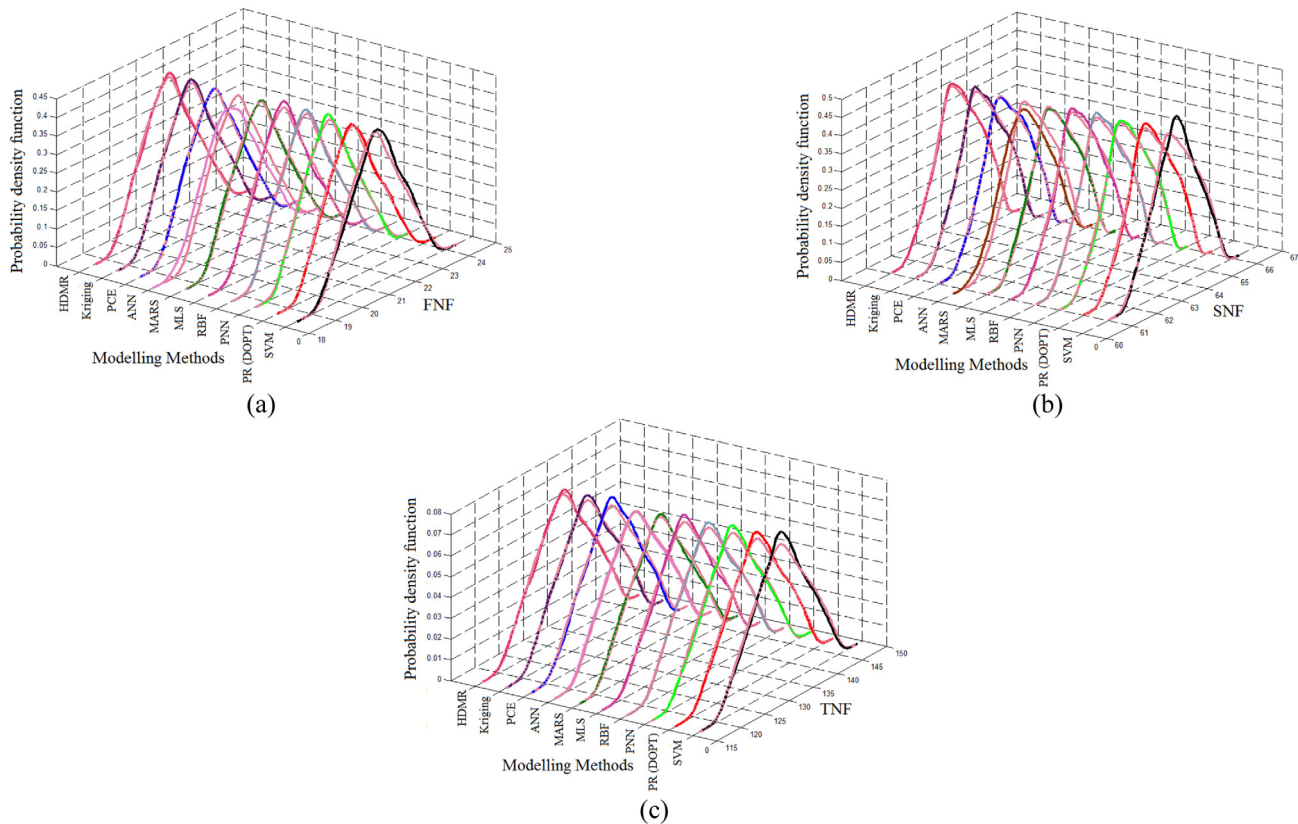 Probability density function
0.45
0.4
0.35
0.3
0.25
0.2
0.15
0.1
0.05
0
HDMR
Kriging
PCE
ANN
MARS
MLS
RBF
PNN
PR (DOPT)
SVM
0
Modelling Methods
18
19
20
21
22
23
24
25
FNF
(a)
Probability density function
0.5
0.45
0.4
0.35
0.3
0.25
0.2
0.15
0.1
0.05
0
HDMR
Kriging
PCE
ANN
MARS
MLS
RBF
PNN
PR (DOPT)
SVM
0
Modelling Methods
60
61
62
63
64
65
66
67
SNF
(b)
Probability density function
0.08
0.07
0.06
0.05
0.04
0.03
0.02
0.01
0
HDMR
Kriging
PCE
ANN
MARS
MLS
RBF
PNN
PR (DOPT)
SVM
0
Modelling Methods
115
120
125
130
135
140
145
150
TNF
(c)